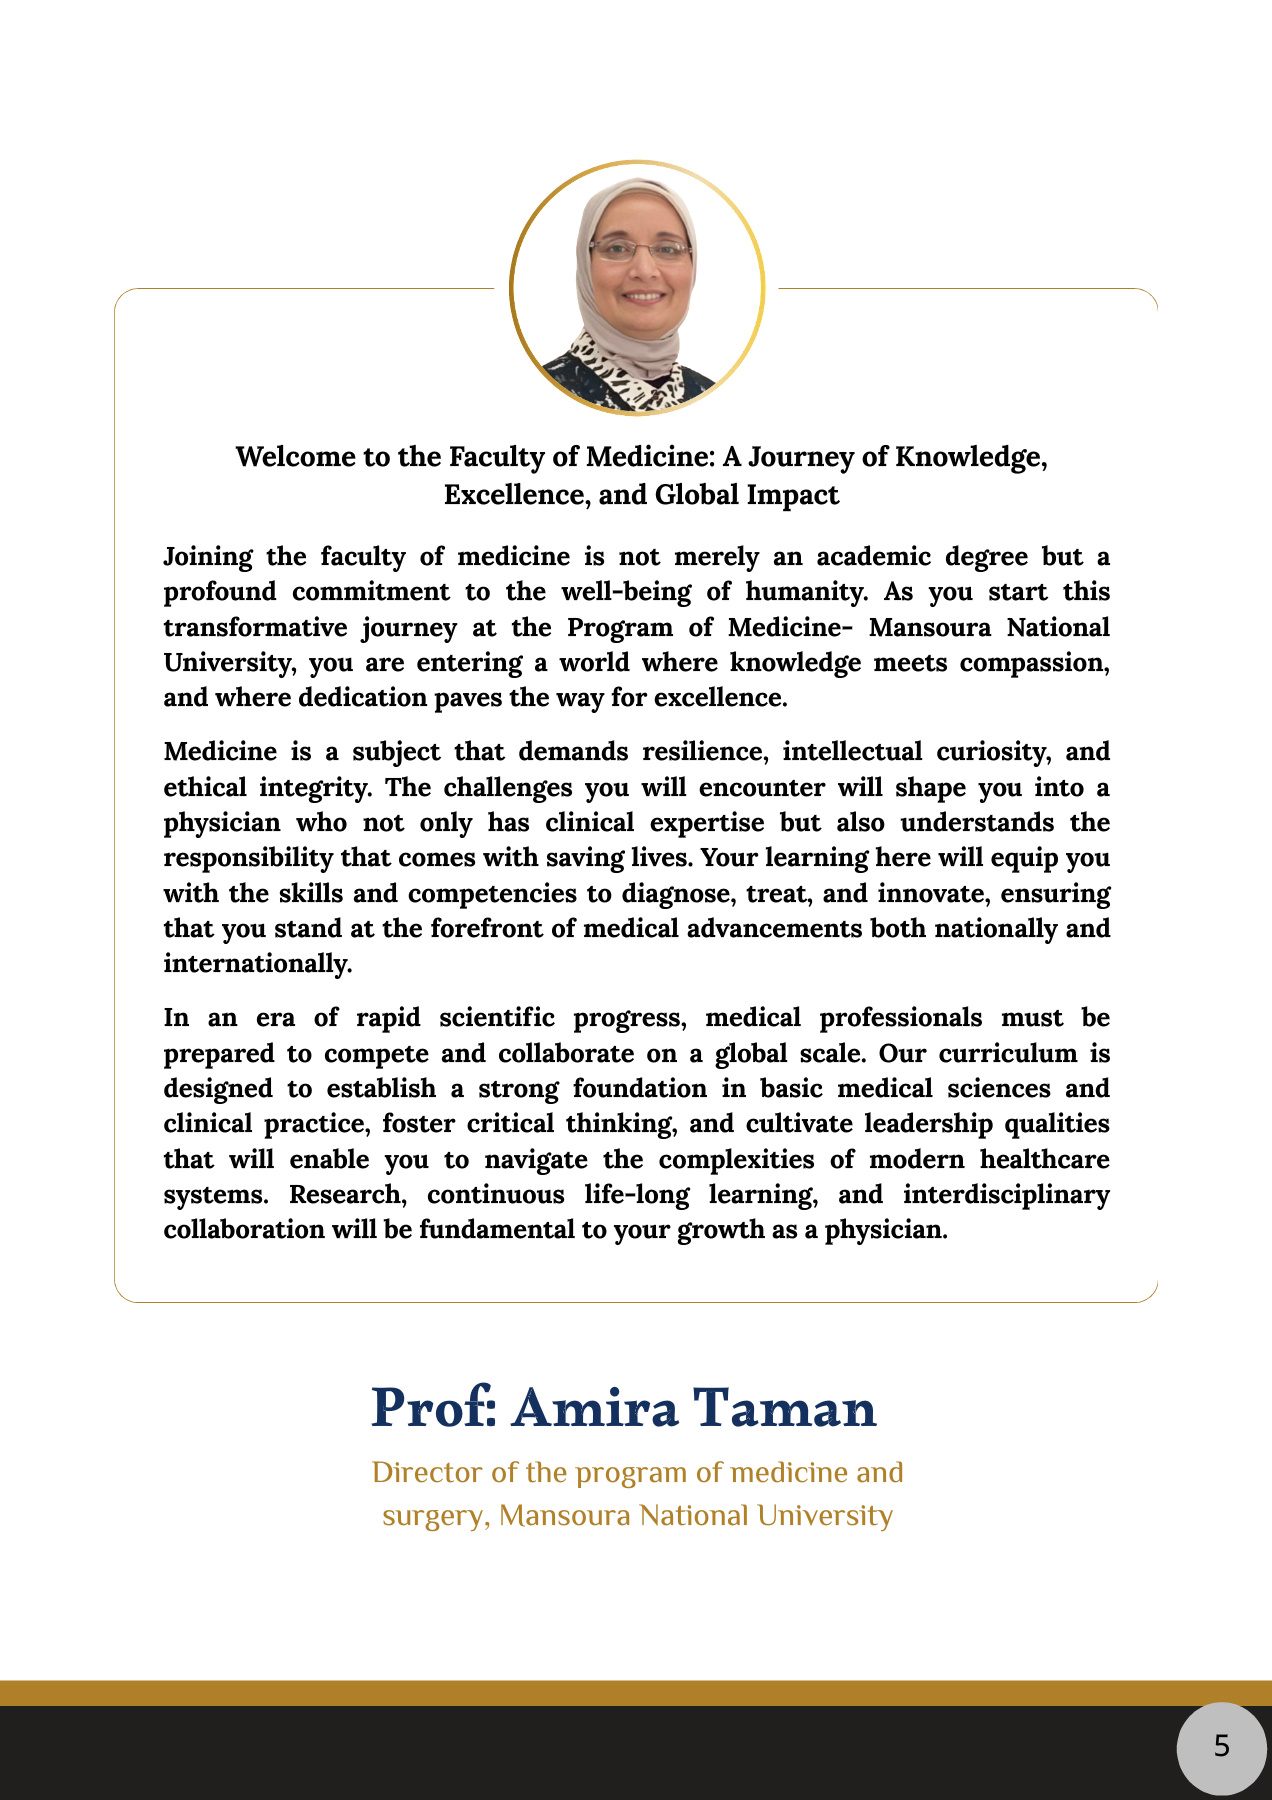 Welcome to the Faculty of Medicine: A Journey of Knowledge,
Excellence, and Global Impact
Joining the faculty of medicine is not merely an academic degree but a
profound commitment to the well-being of humanity. As you start this
transformative journey at the Program of Medicine- Mansoura National
University, you are entering a world where knowledge meets compassion,
and where dedication paves the way for excellence.
Medicine is a subject that demands resilience, intellectual curiosity, and
ethical integrity. The challenges you will encounter will shape you into a
physician who not only has clinical expertise but also understands the
responsibility that comes with saving lives. Your learning here will equip you
with the skills and competencies to diagnose, treat, and innovate, ensuring
that you stand at the forefront of medical advancements both nationally and
internationally.
In an era of rapid scientific progress, medical professionals must be
prepared to compete and collaborate on a global scale. Our curriculum is
designed to establish a strong foundation in basic medical sciences and
clinical practice, foster critical thinking, and cultivate leadership qualities
that will enable you to navigate the complexities of modern healthcare
systems. Research, continuous life-long learning, and interdisciplinary
collaboration will be fundamental to your growth as a physician.
Prof: Amira Taman
Director of the program of medicine and
surgery, Mansoura National University
5